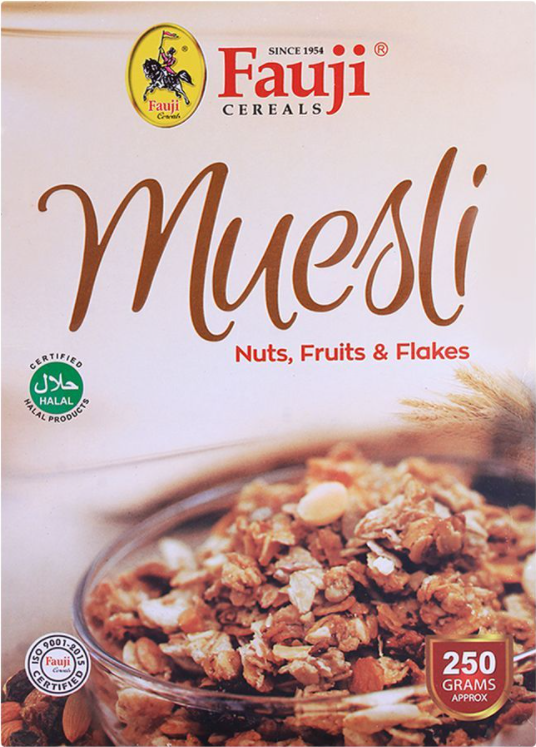 SINCE 1954
Fauji®
CEREALS
®
Fauji
Cereals
Muesli
Nuts, Fruits & Flakes
CERTIFIED
حلال
HALAL
HALAL PRODUCTS
ISO 9001-2015
Fauji
Cereals
CERTIFIED
250
GRAMS
APPROX